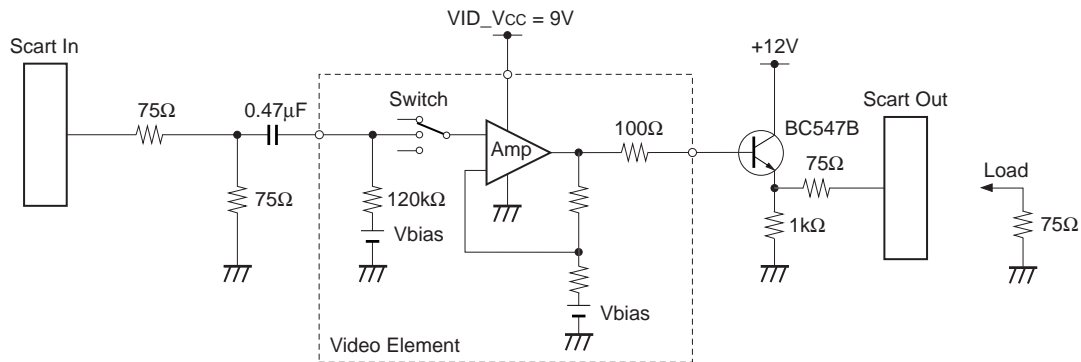 VID_VCC = 9V
Scart In
+12V
75Ω
0.47μF
Switch
Amp
100Ω
BC547B
Scart Out
75Ω
Load
75Ω
120kΩ
Vbias
1kΩ
75Ω
Vbias
Video Element